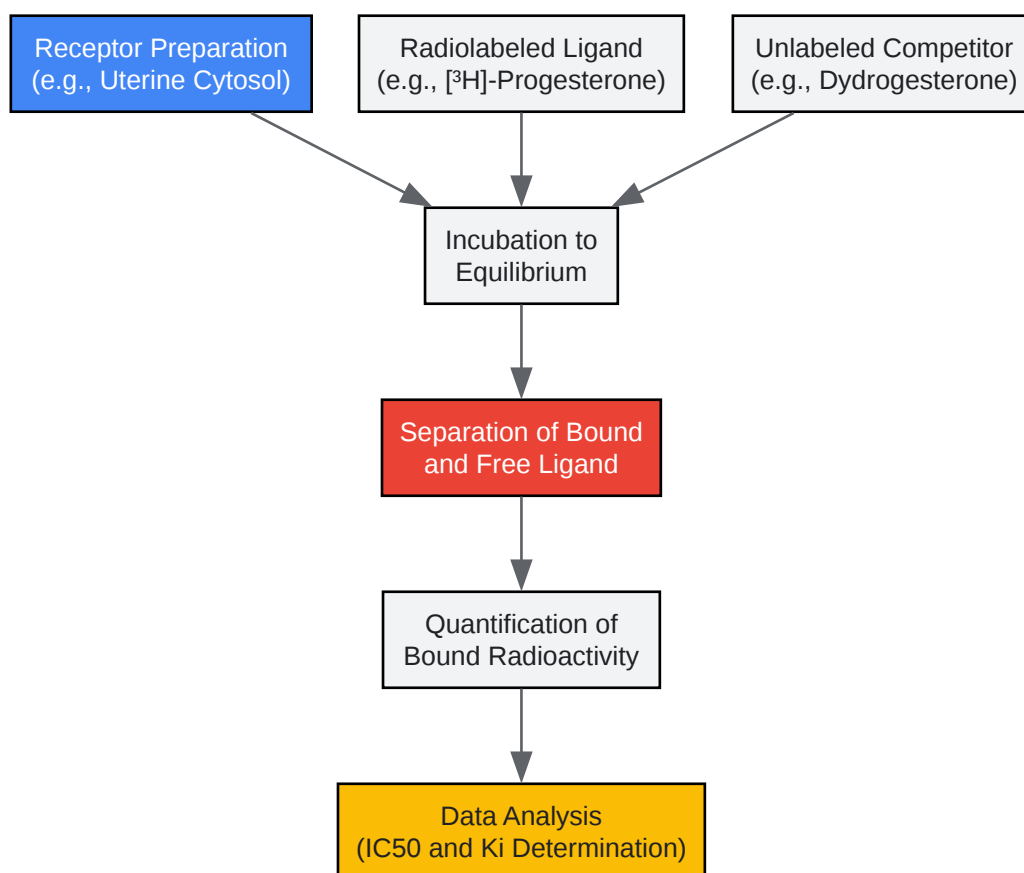 Receptor Preparation
(e.g., Uterine Cytosol)
Radiolabeled Ligand
(e.g., [³H]-Progesterone)
Unlabeled Competitor
(e.g., Dydrogesterone)
Incubation to
Equilibrium
Separation of Bound
and Free Ligand
Quantification of
Bound Radioactivity
Data Analysis
(IC50 and Ki Determination)